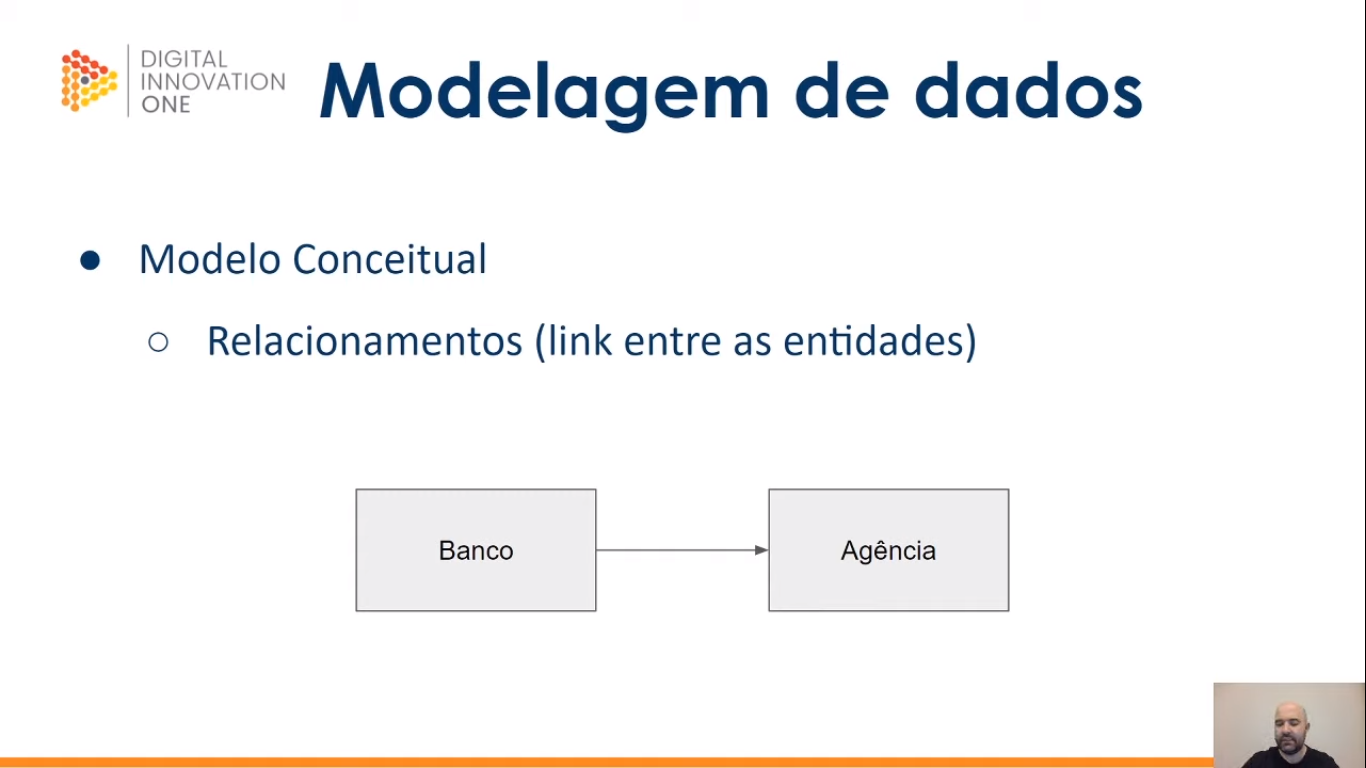 DIGITAL
INNOVATION
ONE
Modelagem de dados
● Modelo Conceitual
○ Relacionamentos (link entre as entidades)
Banco
Agência